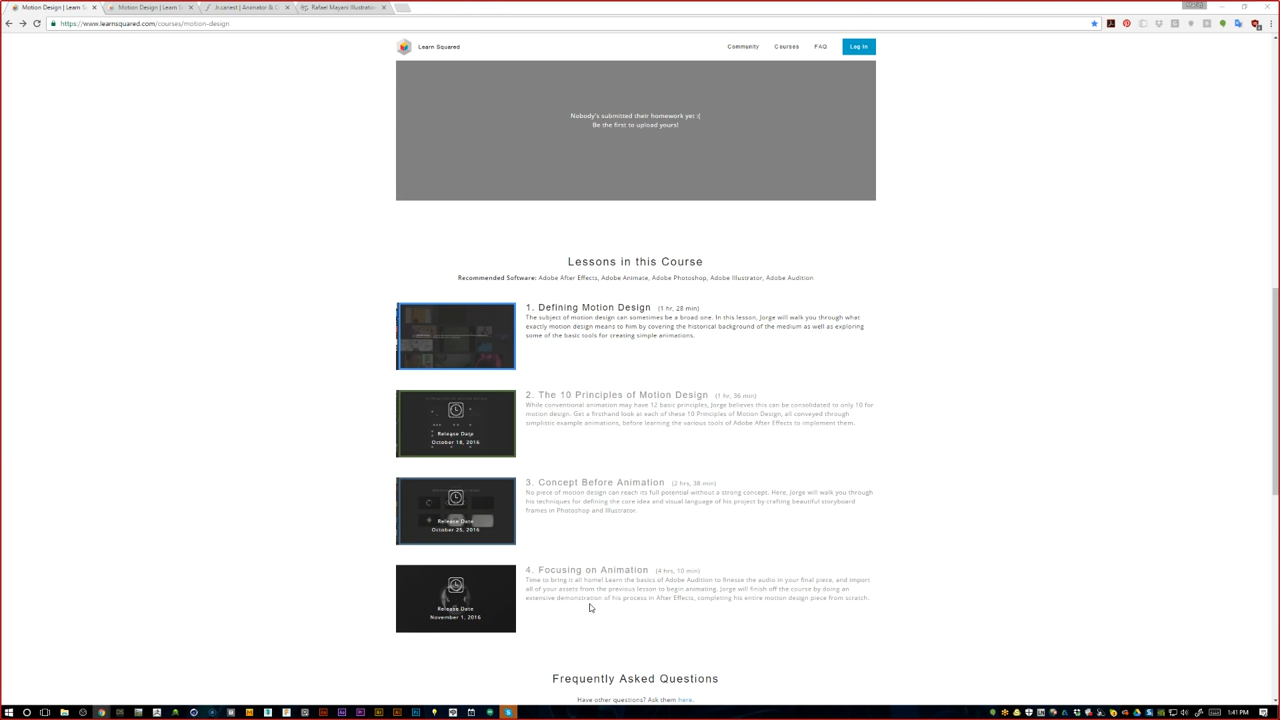 Motion Design | Learn S
Motion Design | Learn S
Jr.canest | Animator & C
Rafael Mayani Illustration
https://www.learnsquared.com/courses/motion-design
Learn Squared
Community
Courses
FAQ
Log In
Nobody's submitted their homework yet :(
Be the first to upload yours!
Lessons in this Course
Recommended Software: Adobe After Effects, Adobe Animate, Adobe Photoshop, Adobe Illustrator, Adobe Audition
1. Defining Motion Design (1 hr, 28 min)
The subject of motion design can sometimes be a broad one. In this lesson, Jorge will walk you through what
exactly motion design means to him by covering the historical background of the medium as well as exploring
some of the basic tools for creating simple animations.
Release Date
October 18, 2016
2. The 10 Principles of Motion Design (1 hr, 36 min)
While conventional animation may have 12 basic principles, Jorge believes this can be consolidated to only 10 for
motion design. Get a firsthand look at each of these 10 Principles of Motion Design, all conveyed through
simplistic example animations, before learning the various tools of Adobe After Effects to implement them.
Release Date
October 25, 2016
3. Concept Before Animation (2 hrs, 38 min)
No piece of motion design can reach its full potential without a strong concept. Here, Jorge will walk you through
his techniques for defining the core idea and visual language of his project by crafting beautiful storyboard
frames in Photoshop and Illustrator.
Release Date
November 1, 2016
4. Focusing on Animation (4 hrs, 10 min)
Time to bring it all home! Learn the basics of Adobe Audition to finesse the audio in your final piece, and import
all of your assets from the previous lesson to begin animating. Jorge will finish off the course by doing an
extensive demonstration of his process in After Effects, completing his entire motion design piece from scratch.
Frequently Asked Questions
Have other questions? Ask them here.
1:41 PM